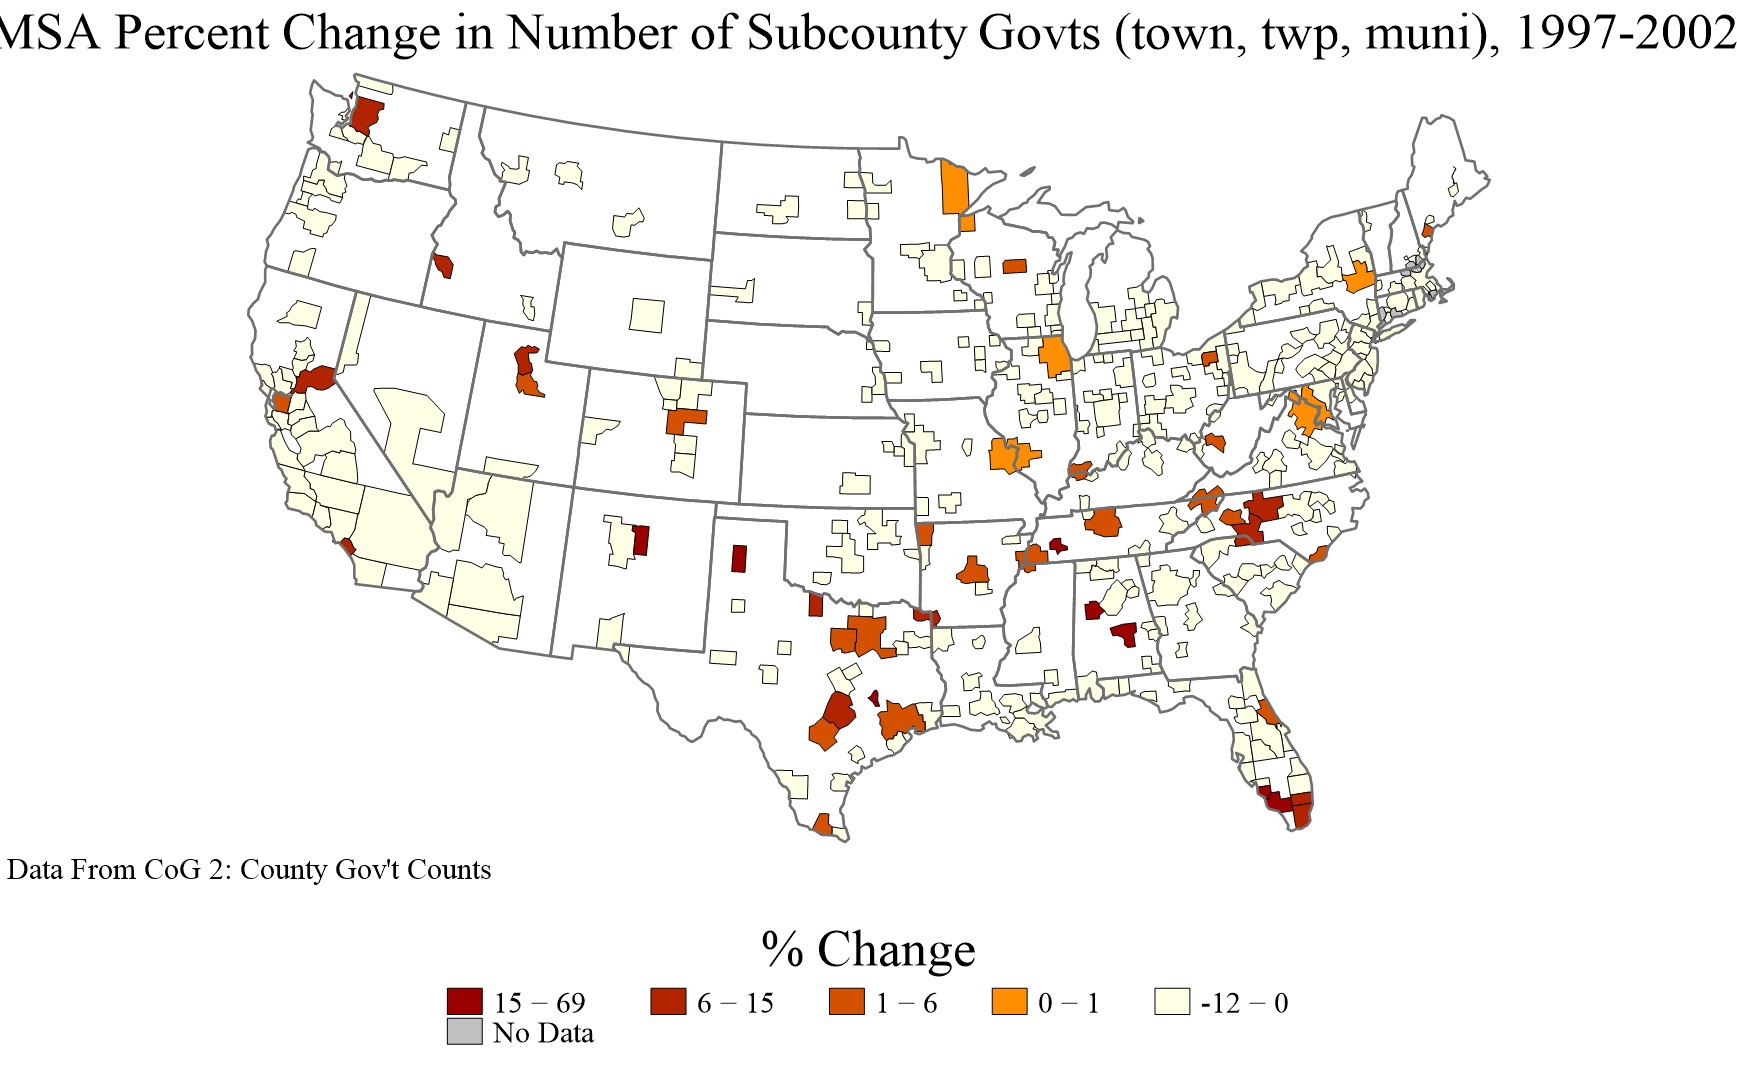 MSA Percent Change in Number of Subcounty Govts (town, twp, muni), 1997-2002
Data From CoG 2: County Gov't Counts
% Change
15 – 69
6 – 15
1 – 6
0 – 1
-12 – 0
No Data